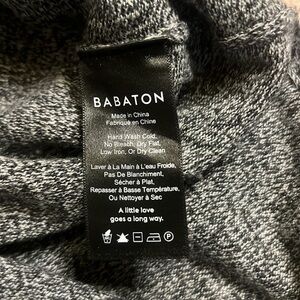 BABATON
Made in China
Fabriqué en Chine
Hand Wash Cold,
No Bleach, Dry Flat,
Low Iron, Or Dry Clean
Laver à La Main à L'eau Froide,
Pas De Blanchiment,
Sécher à Plat,
Repasser à Basse Température,
Ou Nettoyer à Sec
A little love
goes a long way.
P